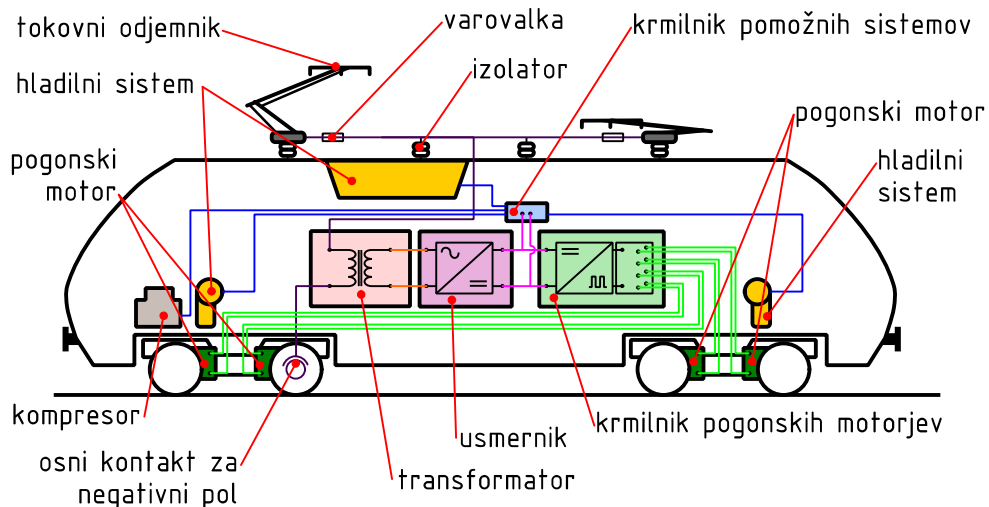 tokovni odjemnik
varovalka
krmilnik pomožnih sistemov
hladilni sistem
izolator
pogonski motor
pogonski
motor
hladilni
sistem
kompresor
krmilnik pogonskih motorjev
usmernik
osni kontakt za
negativni pol
transformator